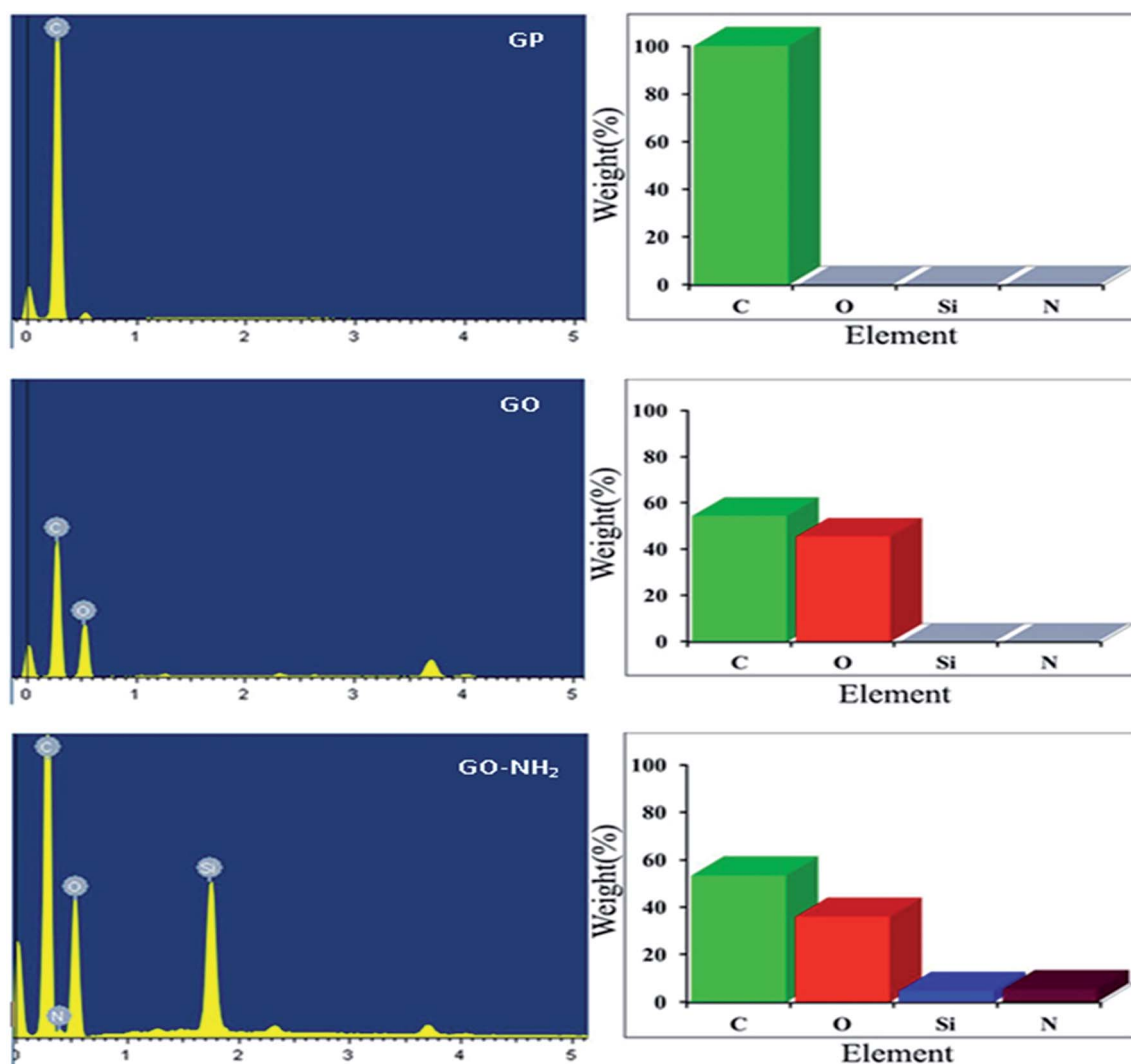 C
GP
0 1 2 3 4 5
Weight(%)
100
80
60
40
20
0
C O Si N
Element
GO
C
O
0 1 2 3 4 5
Weight(%)
100
80
60
40
20
0
C O Si N
Element
C
GO-NH₂
O
Si
N
0 1 2 3 4 5
Weight(%)
100
80
60
40
20
0
C O Si N
Element